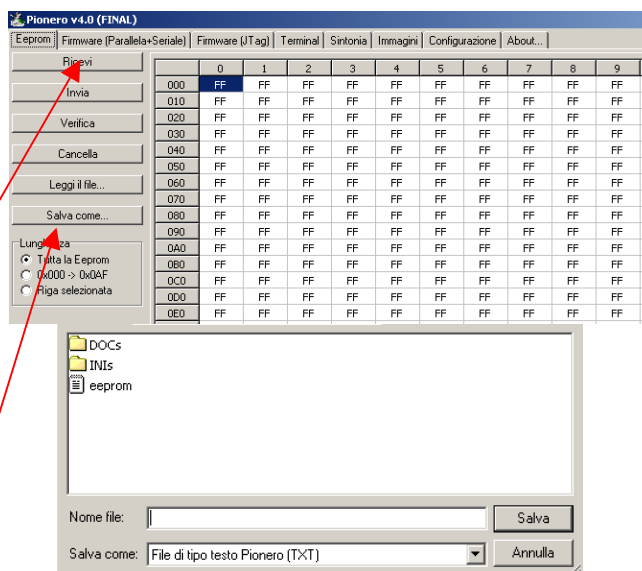 Pionero v4.0 (FINAL)
Eeprom Firmware (Parallela+Seriale) Firmware (JTag) Terminal Sintonia Immagini Configurazione About...
Ricevi
Invia
Verifica
Cancella
Leggi il file...
Salva come...
Lunghezza
Tutta la Eeprom
0x000 -> 0x0AF
Riga selezionata
0 1 2 3 4 5 6 7 8 9
000 FF FF FF FF FF FF FF FF FF FF
010 FF FF FF FF FF FF FF FF FF FF
020 FF FF FF FF FF FF FF FF FF FF
030 FF FF FF FF FF FF FF FF FF FF
040 FF FF FF FF FF FF FF FF FF FF
050 FF FF FF FF FF FF FF FF FF FF
060 FF FF FF FF FF FF FF FF FF FF
070 FF FF FF FF FF FF FF FF FF FF
080 FF FF FF FF FF FF FF FF FF FF
090 FF FF FF FF FF FF FF FF FF FF
0A0 FF FF FF FF FF FF FF FF FF FF
0B0 FF FF FF FF FF FF FF FF FF FF
0C0 FF FF FF FF FF FF FF FF FF FF
0D0 FF FF FF FF FF FF FF FF FF FF
0E0 FF FF FF FF FF FF FF FF FF FF
DOCs
INIs
eeprom
Nome file:
Salva
Salva come: File di tipo testo Pionero (TXT)
Annulla